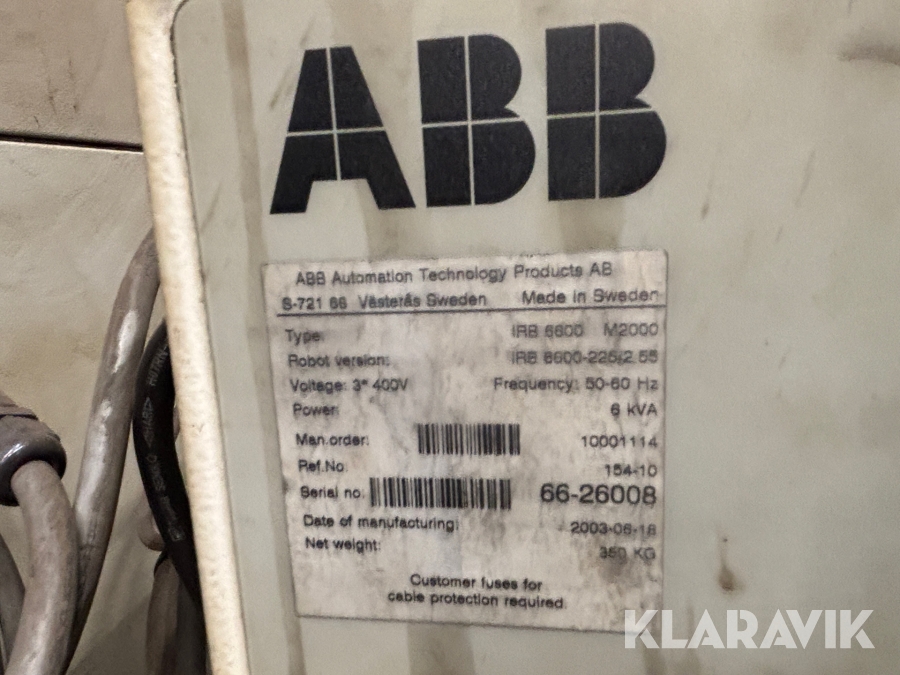 ABB
ABB Automation Technology Products AB
S-721 66 Västerås Sweden Made in Sweden
Type: IRB 6600 M2000
Robot version: IRB 6600-225/2.55
Voltage: 3* 400V Frequency: 50-60 Hz
Power: 6 kVA
Man.order: 10001114
Ref.No: 154-10
Serial no: 66-26008
Date of manufacturing: 2003-06-18
Net weight: 350 KG
Customer fuses for
cable protection required.
KLARAVIK